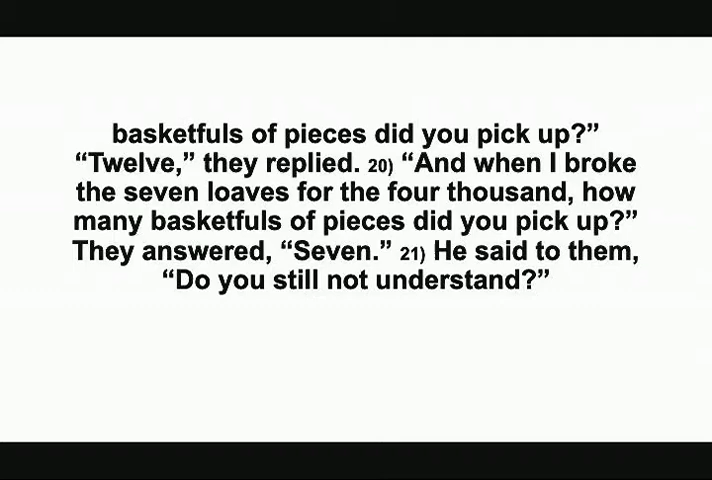 basketfuls of pieces did you pick up?”
“Twelve,” they replied. 20) “And when I broke
the seven loaves for the four thousand, how
many basketfuls of pieces did you pick up?”
They answered, “Seven.” 21) He said to them,
“Do you still not understand?”